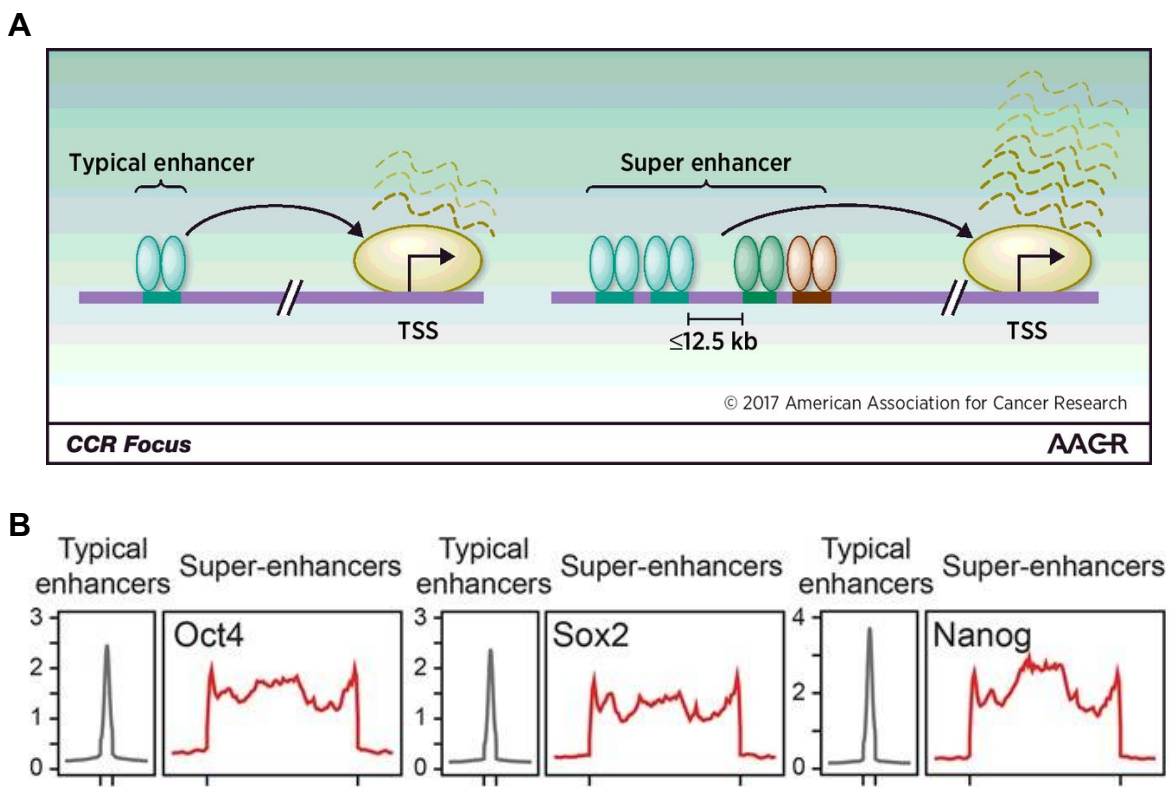 A
Typical enhancer
Super enhancer
TSS
≤12.5 kb
TSS
© 2017 American Association for Cancer Research
CCR Focus
AACR
B
Typical
enhancers
Super-enhancers
Typical
enhancers
Super-enhancers
Typical
enhancers
Super-enhancers
3
2
1
0
Oct4
3
2
1
0
Sox2
4
2
0
Nanog